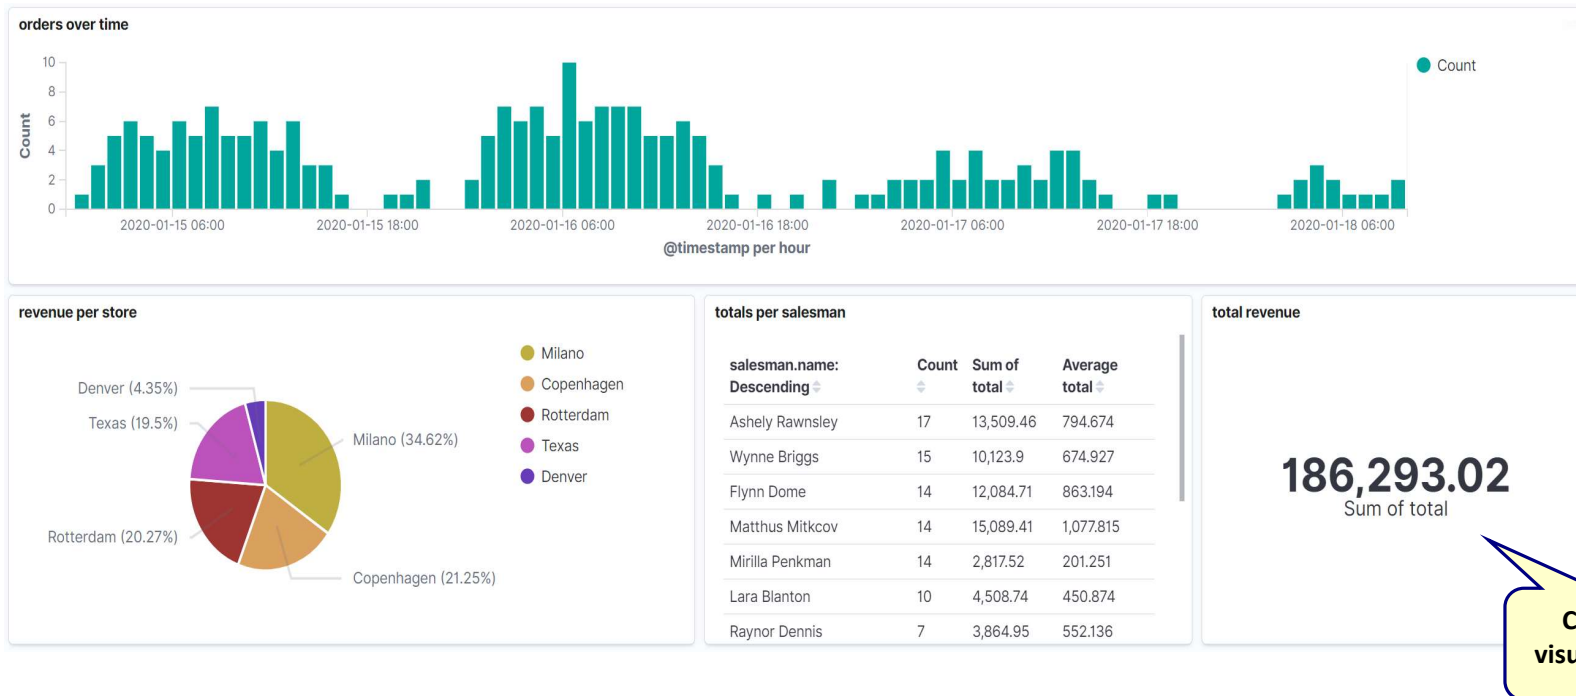 orders over time
10
8
6
4
2
0
Count
Count
2020-01-15 06:00
2020-01-15 18:00
2020-01-16 06:00
2020-01-16 18:00
2020-01-17 06:00
2020-01-17 18:00
2020-01-18 06:00
@timestamp per hour
revenue per store
Denver (4.35%)
Texas (19.5%)
Milano (34.62%)
Rotterdam (20.27%)
Copenhagen (21.25%)
Milano
Copenhagen
Rotterdam
Texas
Denver
totals per salesman
salesman.name: Count Sum of Average
Descending total total
Ashely Rawnsley 17 13,509.46 794.674
Wynne Briggs 15 10,123.9 674.927
Flynn Dome 14 12,084.71 863.194
Matthus Mitkcov 14 15,089.41 1,077.815
Mirilla Penkman 14 2,817.52 201.251
Lara Blanton 10 4,508.74 450.874
Raynor Dennis 7 3,864.95 552.136
total revenue
186,293.02
Sum of total